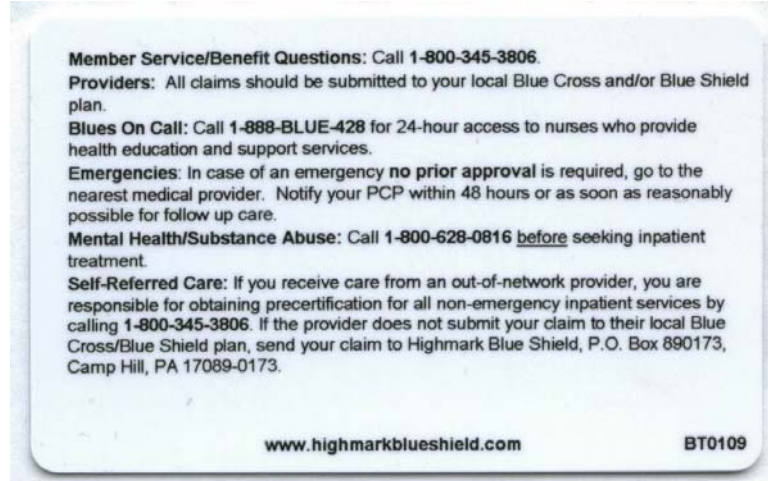 Member Service/Benefit Questions: Call 1-800-345-3806.
Providers: All claims should be submitted to your local Blue Cross and/or Blue Shield
plan.
Blues On Call: Call 1-888-BLUE-428 for 24-hour access to nurses who provide
health education and support services.
Emergencies: In case of an emergency no prior approval is required, go to the
nearest medical provider. Notify your PCP within 48 hours or as soon as reasonably
possible for follow up care.
Mental Health/Substance Abuse: Call 1-800-628-0816 before seeking inpatient
treatment.
Self-Referred Care: If you receive care from an out-of-network provider, you are
responsible for obtaining precertification for all non-emergency inpatient services by
calling 1-800-345-3806. If the provider does not submit your claim to their local Blue
Cross/Blue Shield plan, send your claim to Highmark Blue Shield, P.O. Box 890173,
Camp Hill, PA 17089-0173.
www.highmarkblueshield.com BT0109